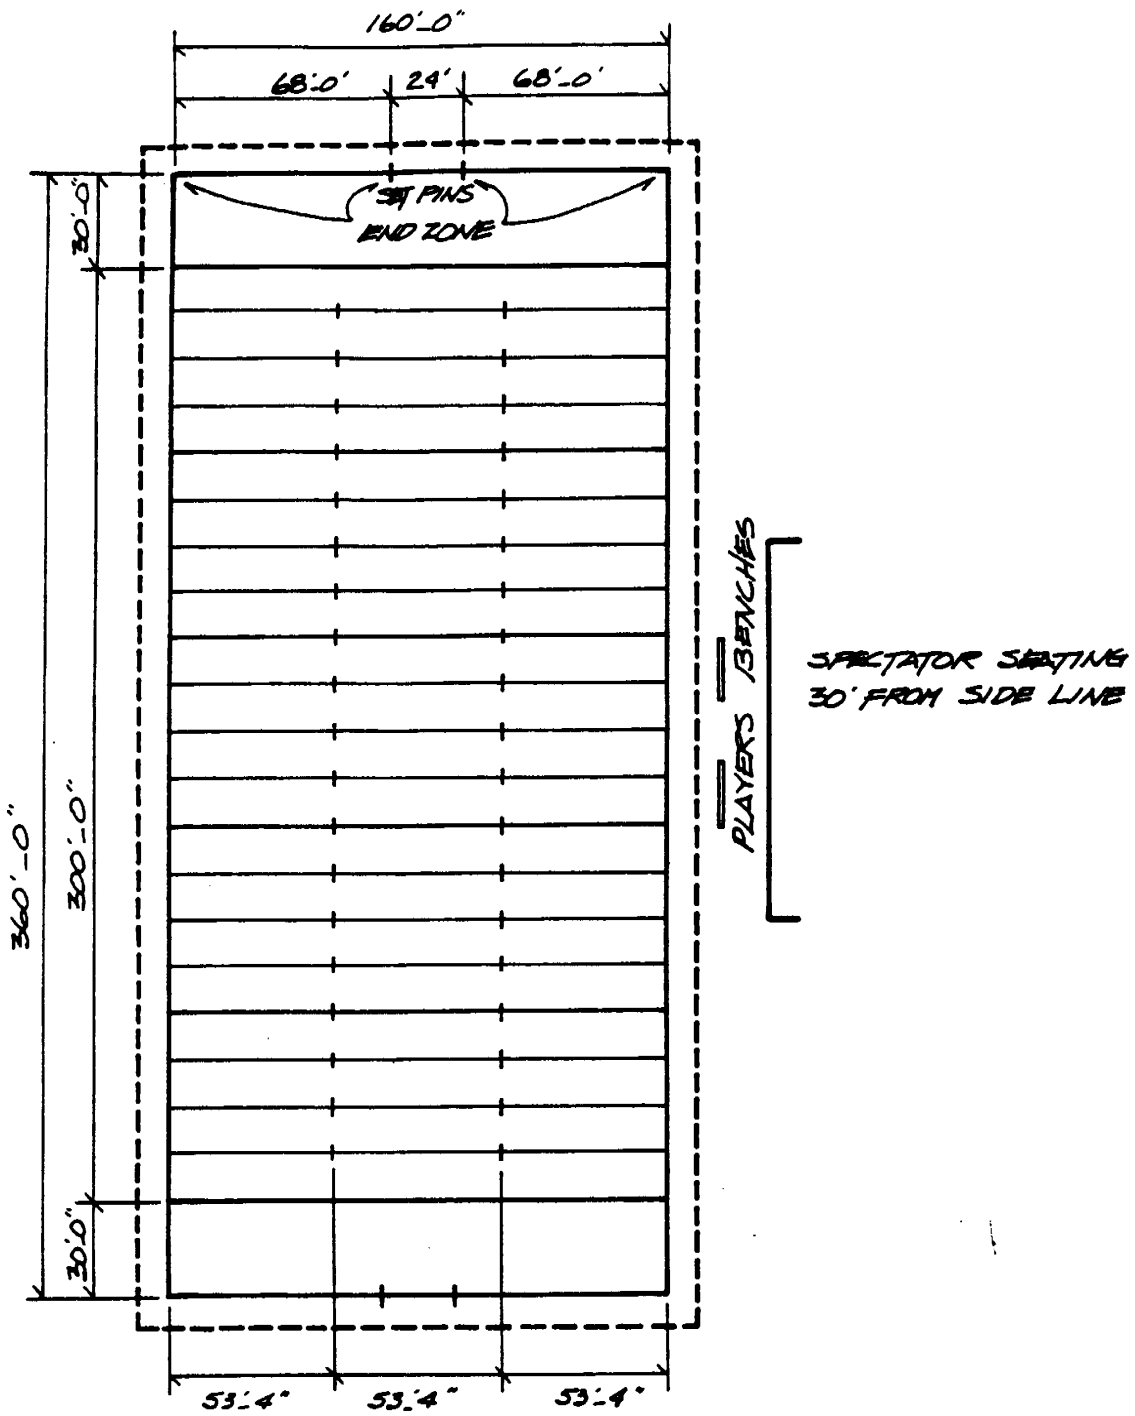 160'-0"
68'-0' 24' 68'-0'
30'-0"
SET PINS
END ZONE
PLAYERS BENCHES
SPECTATOR SEATING
30' FROM SIDE LINE
360'-0"
300'-0"
30'-0"
53'-4" 53'-4" 53'-4"